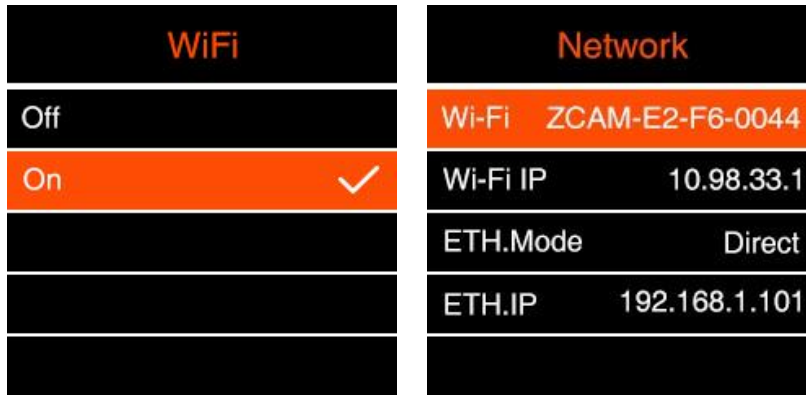 WiFi
Off
On
Network
Wi-Fi ZCAM-E2-F6-0044
Wi-Fi IP 10.98.33.1
ETH.Mode Direct
ETH.IP 192.168.1.101